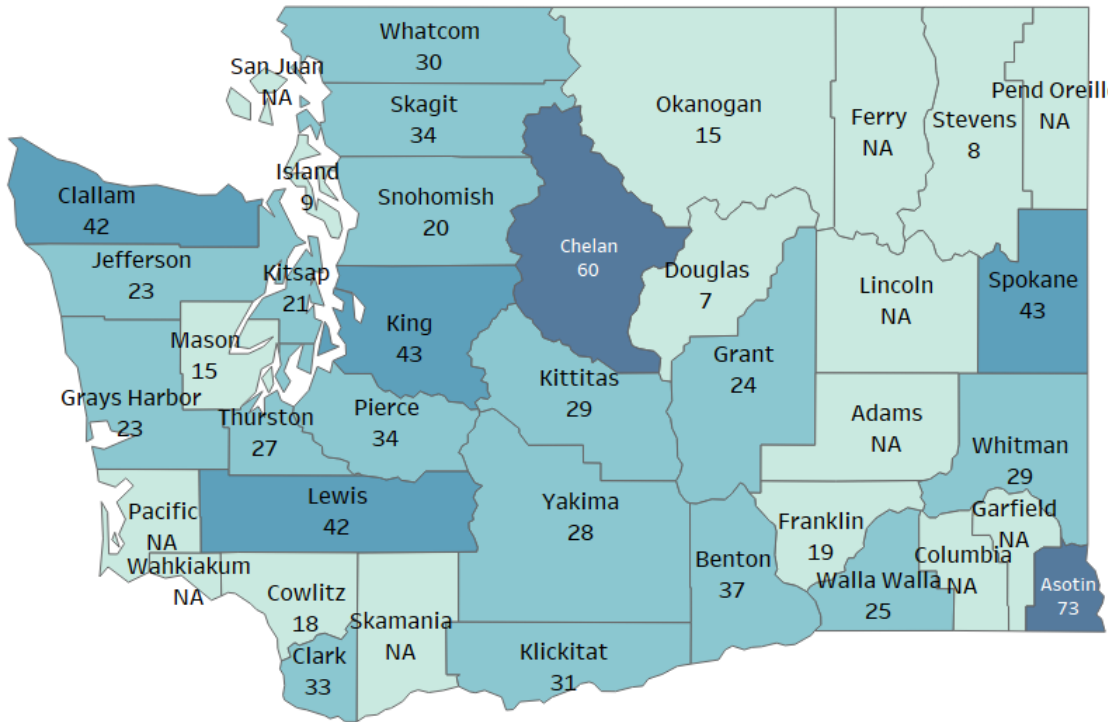 Whatcom
30
San Juan
NA
Skagit
34
Okanogan
15
Ferry
NA
Stevens
8
Pend Oreill
NA
Island
9
Clallam
42
Snohomish
20
Chelan
60
Jefferson
23
Kitsap
21
Douglas
7
Lincoln
NA
Spokane
43
King
43
Mason
15
Grant
24
Kittitas
29
Grays Harbor
23
Thurston
27
Pierce
34
Adams
NA
Whitman
29
Lewis
42
Yakima
28
Pacific
NA
Franklin
19
Garfield
NA
Columbia
NA
Benton
37
Wahkiakum
NA
Walla Walla
25
Asotin
73
Cowlitz
18
Skamania
NA
Clark
33
Klickitat
31